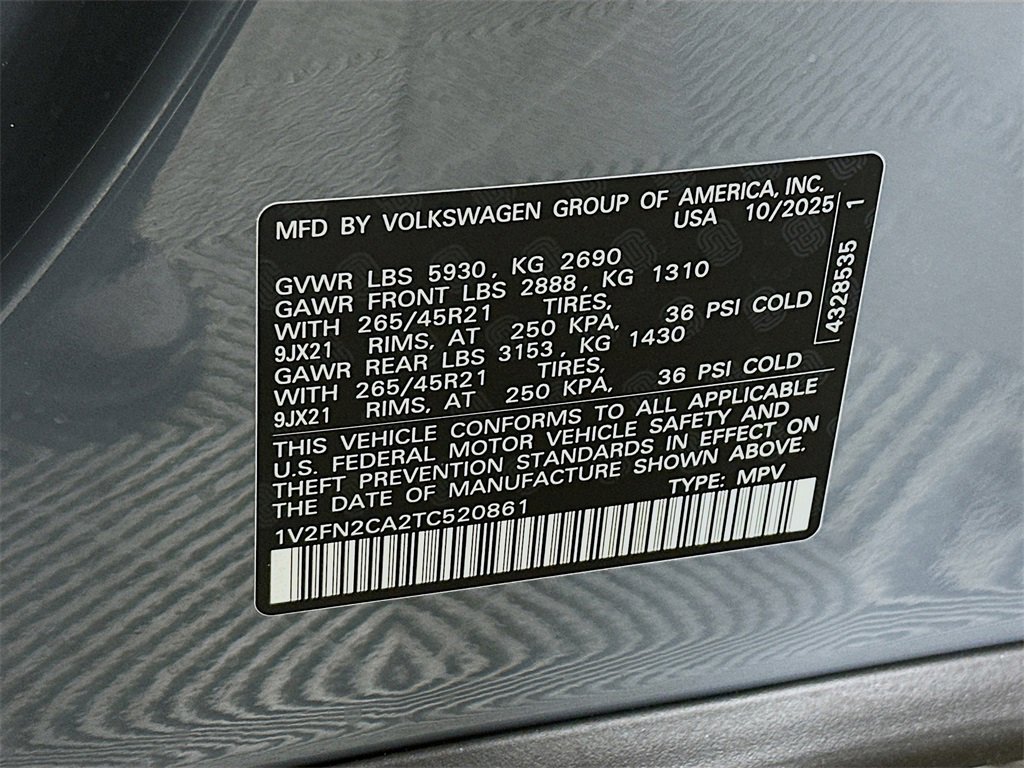 MFD BY VOLKSWAGEN GROUP OF AMERICA, INC.
USA 10/2025
GVWR LBS 5930, KG 2690
GAWR FRONT LBS 2888, KG 1310
WITH 265/45R21 TIRES,
9JX21 RIMS, AT 250 KPA, 36 PSI COLD
GAWR REAR LBS 3153, KG 1430
WITH 265/45R21 TIRES,
9JX21 RIMS, AT 250 KPA, 36 PSI COLD
THIS VEHICLE CONFORMS TO ALL APPLICABLE
U.S. FEDERAL MOTOR VEHICLE SAFETY AND
THEFT PREVENTION STANDARDS IN EFFECT ON
THE DATE OF MANUFACTURE SHOWN ABOVE.
TYPE: MPV
1V2FN2CA2TC520861
4328535 1